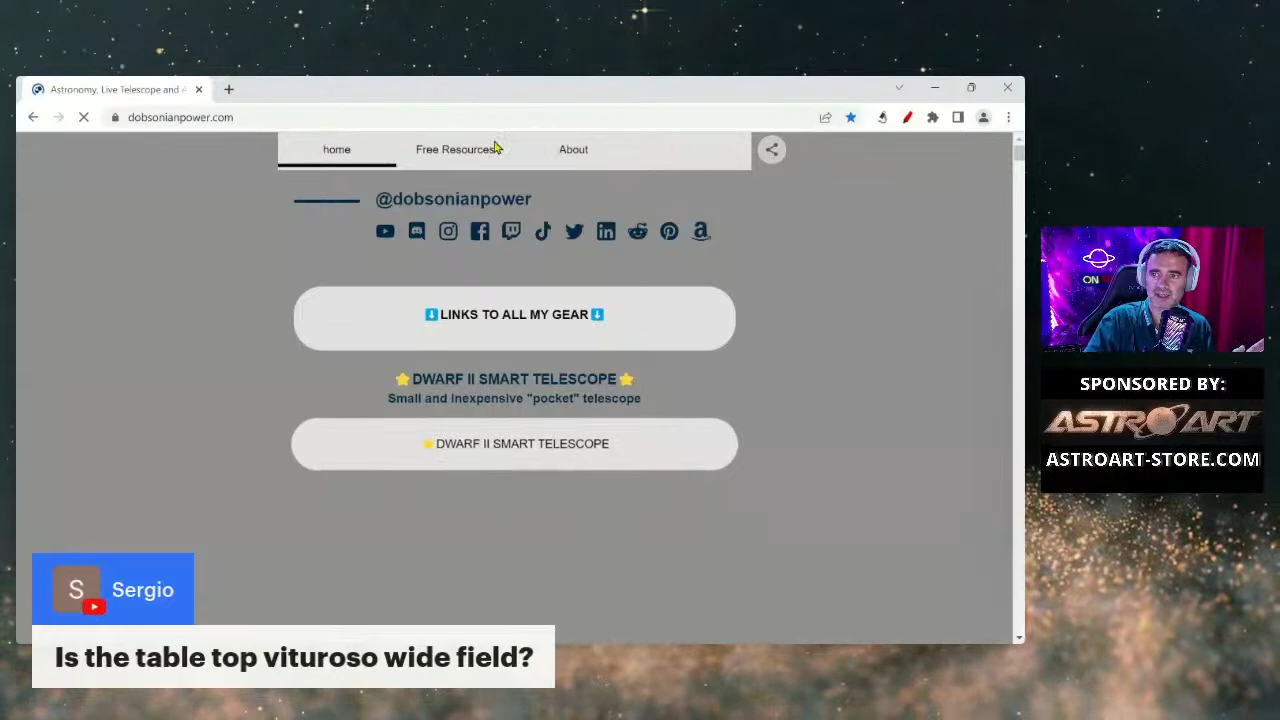 Astronomy, Live Telescope and A
dobsonianpower.com
home
Free Resources
About
@dobsonianpower
⬇LINKS TO ALL MY GEAR⬇
⭐DWARF II SMART TELESCOPE⭐
Small and inexpensive "pocket" telescope
⭐DWARF II SMART TELESCOPE
ON
SPONSORED BY:
ASTROART
ASTROART-STORE.COM
S
Sergio
Is the table top vituroso wide field?